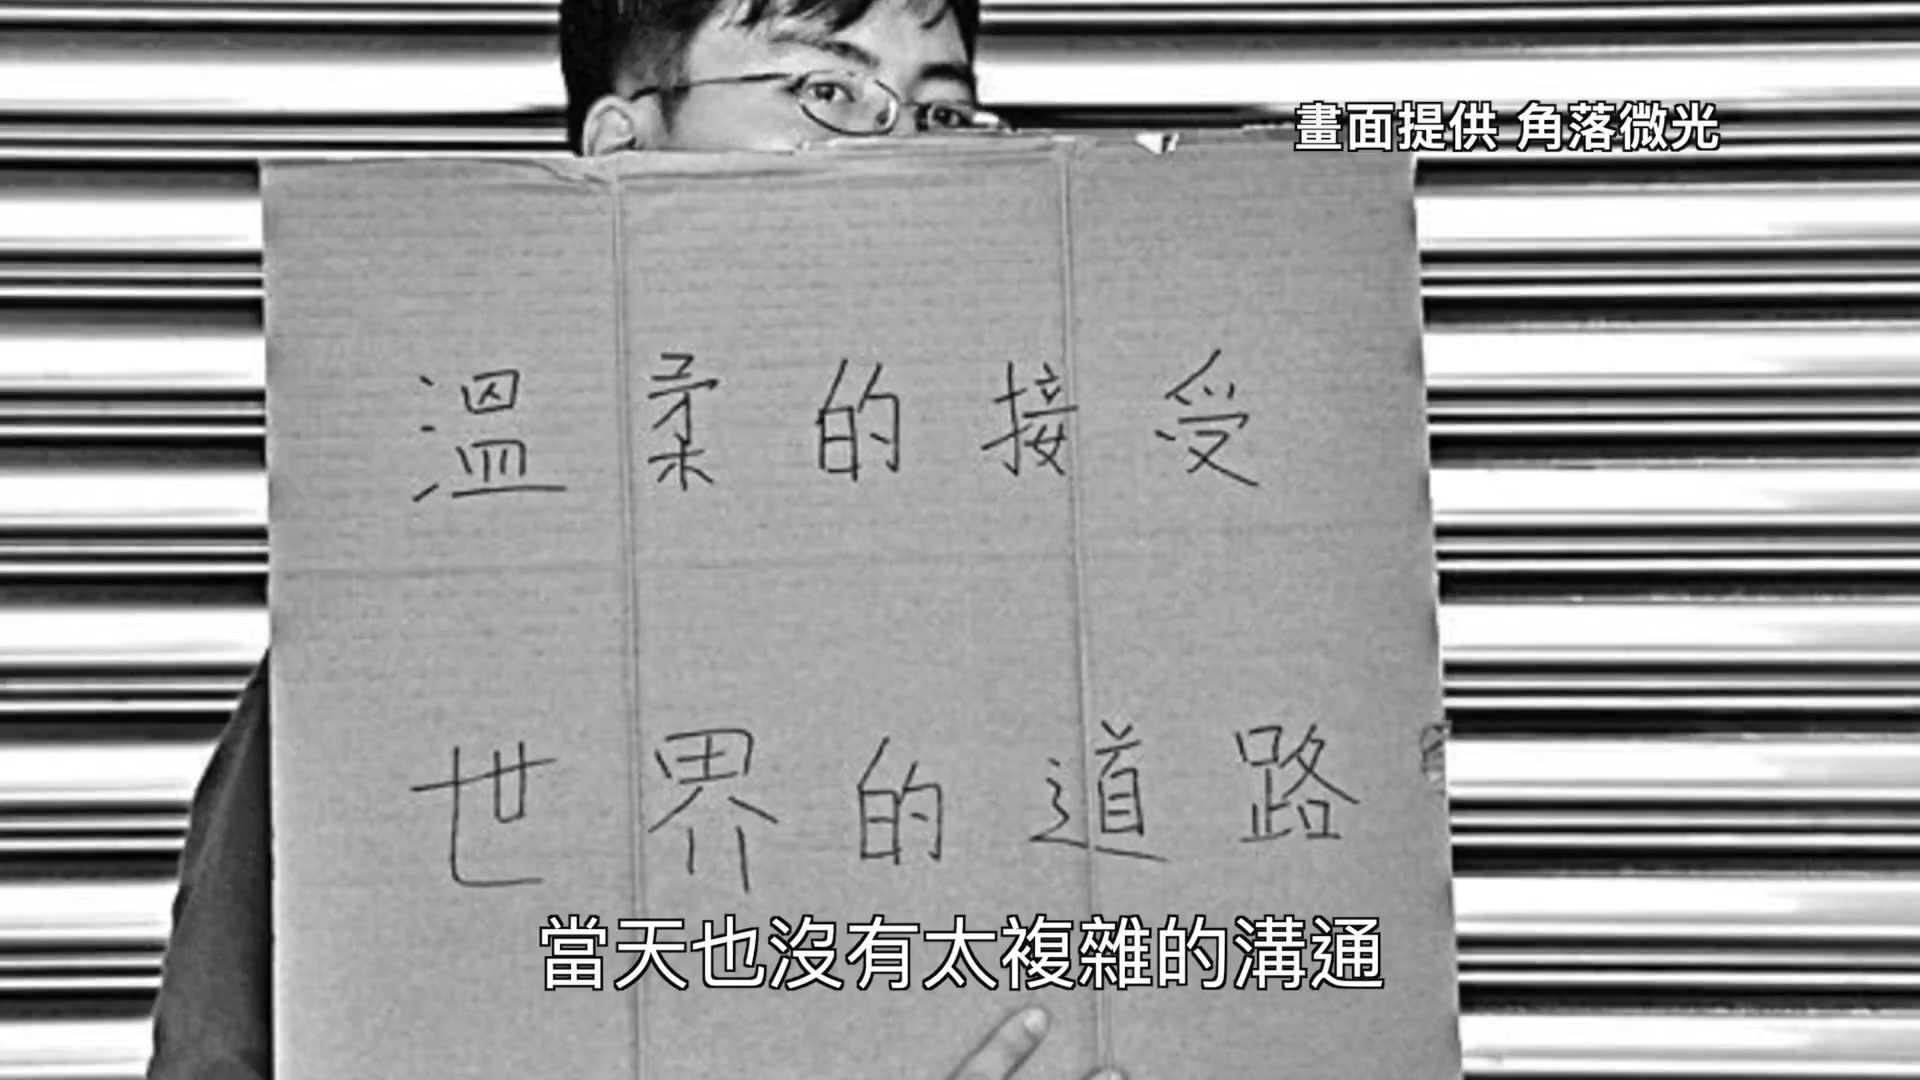 畫面提供 角落微光
溫柔的接受
世界的道路
當天也沒有太複雜的溝通